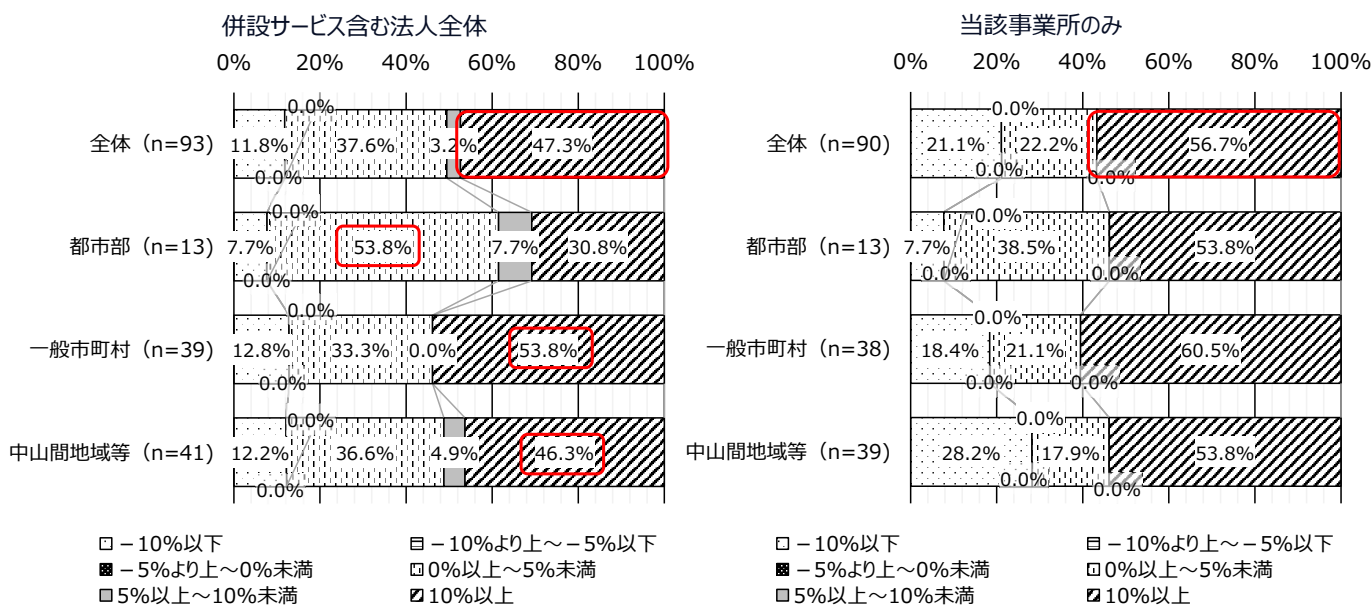 併設サービス含む法人全体
0% 20% 40% 60% 80% 100%
0.0%
全体（n=93） 11.8% 37.6% 3.2% 47.3%
0.0%
0.0%
都市部（n=13） 7.7% 53.8% 7.7% 30.8%
0.0%
0.0%
一般市町村（n=39） 12.8% 33.3% 0.0% 53.8%
0.0%
0.0%
中山間地域等（n=41） 12.2% 36.6% 4.9% 46.3%
0.0%
－10%以下 －10%より上～－5%以下
－5%より上～0%未満 0%以上～5%未満
5%以上～10%未満 10%以上
当該事業所のみ
0% 20% 40% 60% 80% 100%
0.0%
全体（n=90） 21.1% 22.2% 56.7%
0.0% 0.0%
0.0%
都市部（n=13） 7.7% 38.5% 53.8%
0.0% 0.0%
0.0%
一般市町村（n=38） 18.4% 21.1% 60.5%
0.0% 0.0%
0.0%
中山間地域等（n=39） 28.2% 17.9% 53.8%
0.0% 0.0%
－10%以下 －10%より上～－5%以下
－5%より上～0%未満 0%以上～5%未満
5%以上～10%未満 10%以上